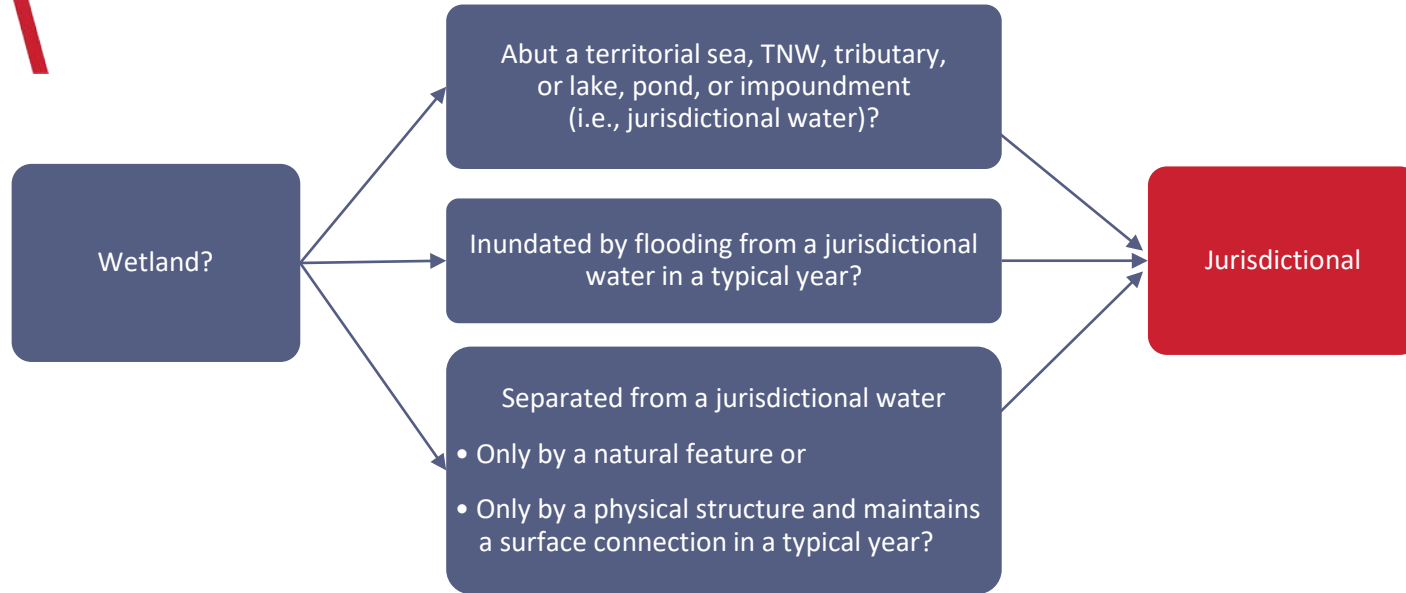 Wetland?
Abut a territorial sea, TNW, tributary,
or lake, pond, or impoundment
(i.e., jurisdictional water)?
Inundated by flooding from a jurisdictional
water in a typical year?
Separated from a jurisdictional water
• Only by a natural feature or
• Only by a physical structure and maintains
a surface connection in a typical year?
Jurisdictional